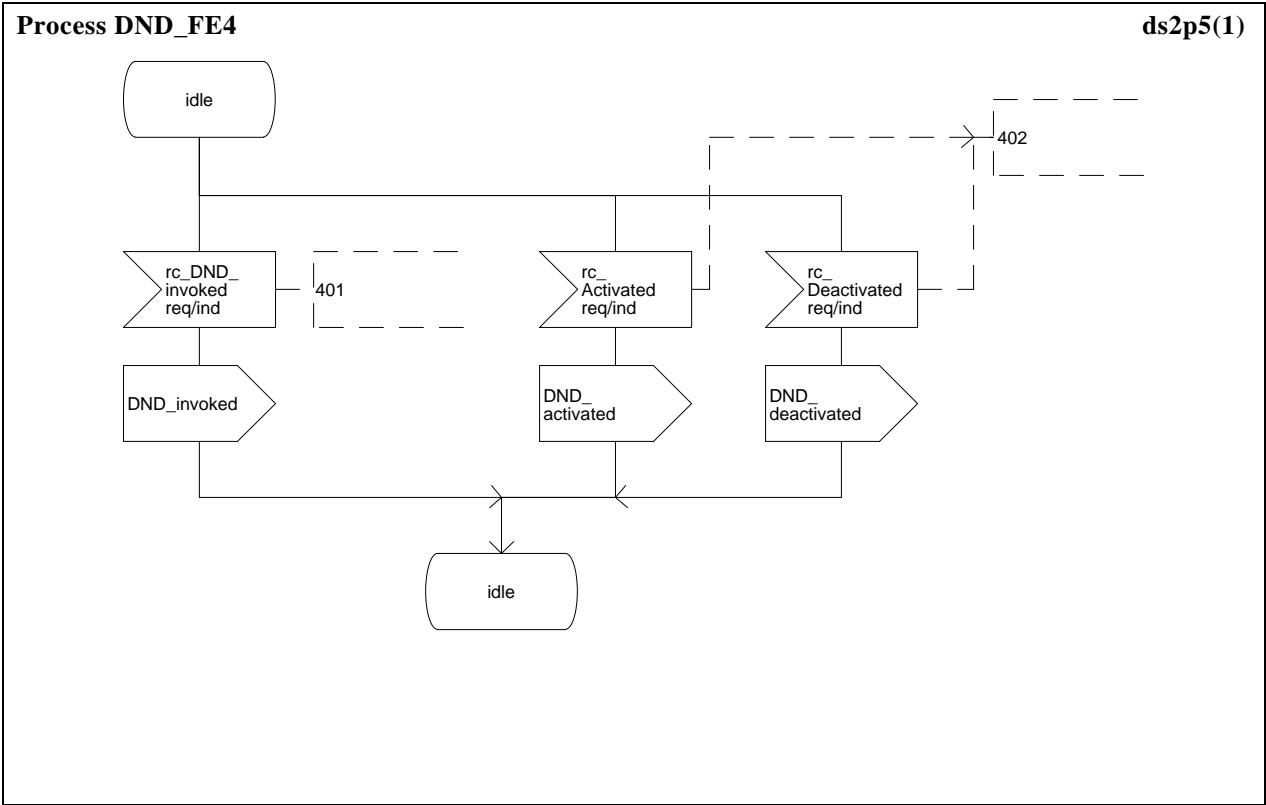 Process DND_FE4
ds2p5(1)
idle
402
rc_DND_
invoked
req/ind
401
rc_
Activated
req/ind
rc_
Deactivated
req/ind
DND_invoked
DND_
activated
DND_
deactivated
idle